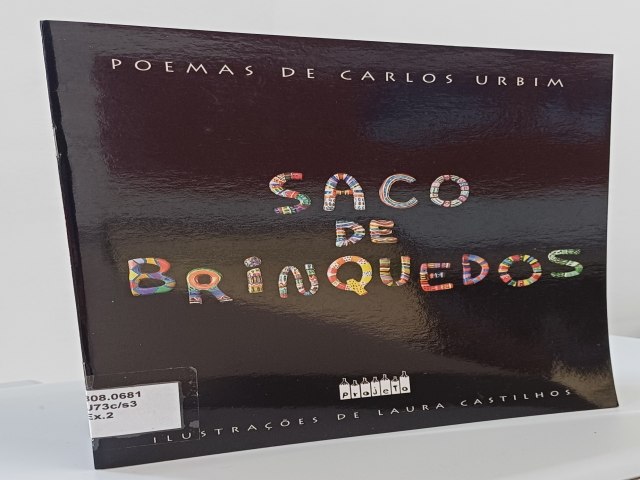 POEMAS DE CARLOS URBIM
SACO
DE
BRiNQUEDOS
PROJETO
808.0681
U73c/s3
Ex.2
ILUSTRAÇÕES DE LAURA CASTILHOS